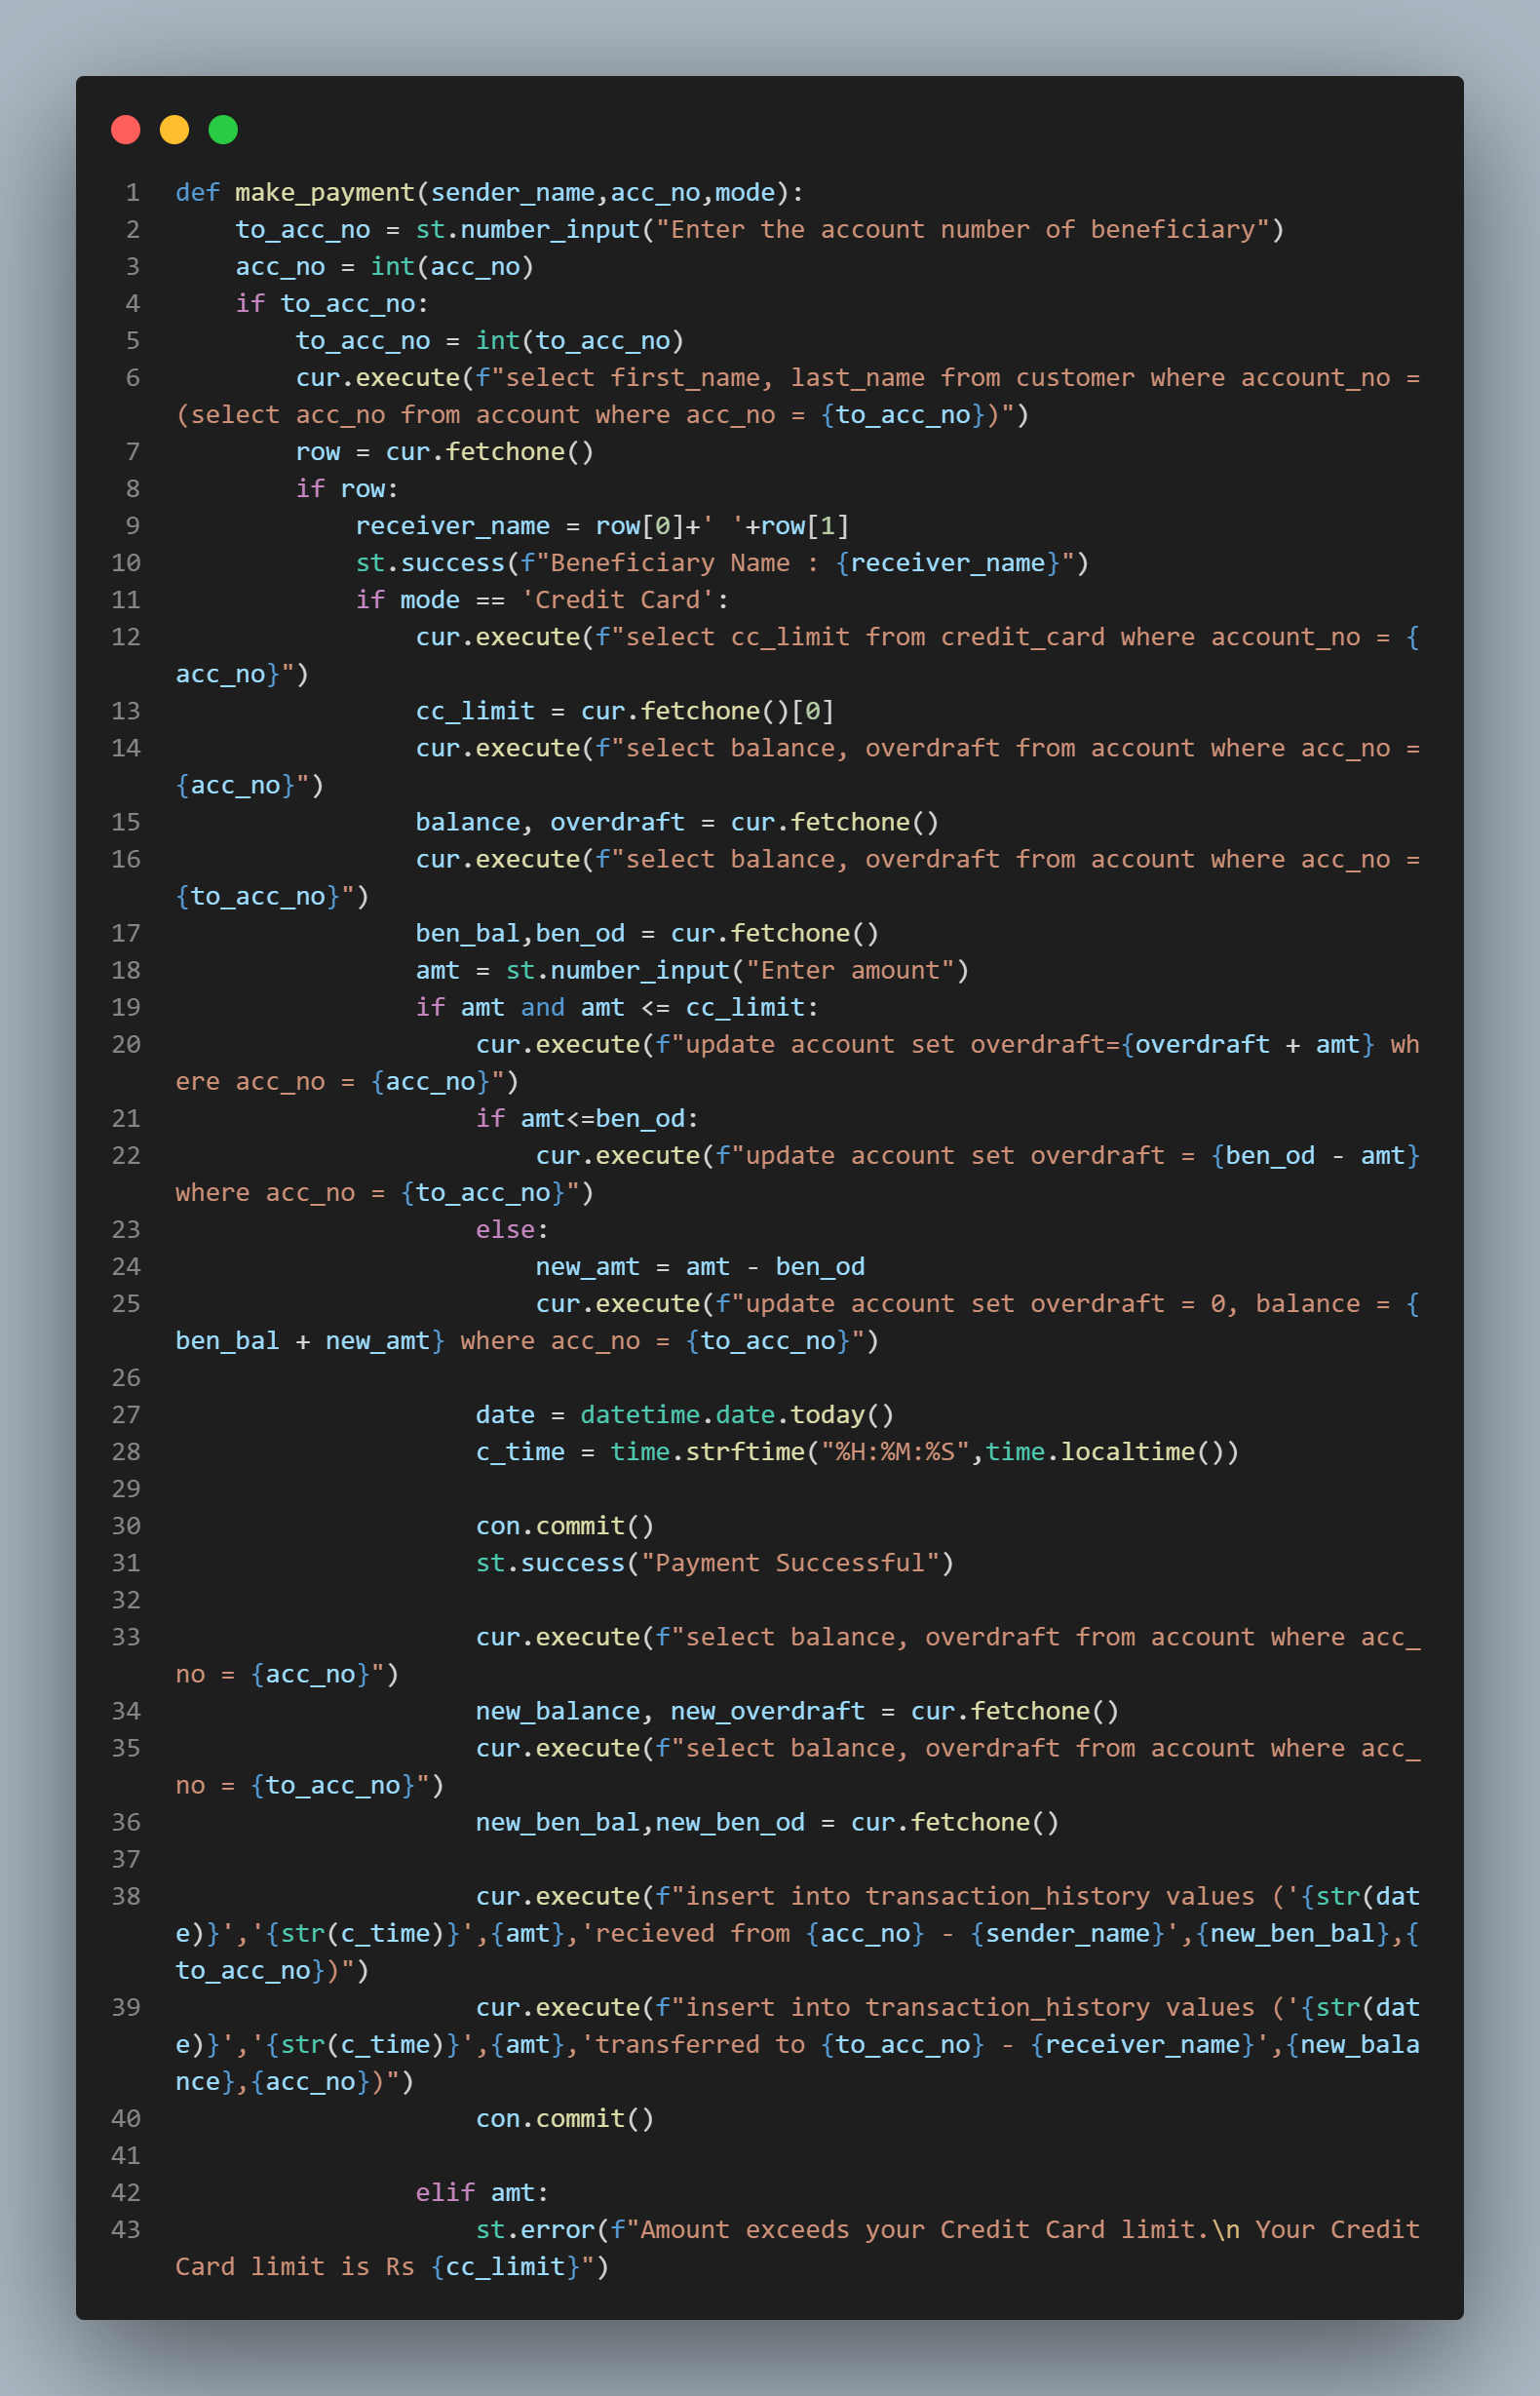 1 def make_payment(sender_name,acc_no,mode):
2     to_acc_no = st.number_input("Enter the account number of beneficiary")
3     acc_no = int(acc_no)
4     if to_acc_no:
5         to_acc_no = int(to_acc_no)
6         cur.execute(f"select first_name, last_name from customer where account_no =
(select acc_no from account where acc_no = {to_acc_no})")
7         row = cur.fetchone()
8         if row:
9             receiver_name = row[0]+' '+row[1]
10             st.success(f"Beneficiary Name : {receiver_name}")
11             if mode == 'Credit Card':
12                 cur.execute(f"select cc_limit from credit_card where account_no = {
acc_no}")
13                 cc_limit = cur.fetchone()[0]
14                 cur.execute(f"select balance, overdraft from account where acc_no =
{acc_no}")
15                 balance, overdraft = cur.fetchone()
16                 cur.execute(f"select balance, overdraft from account where acc_no =
{to_acc_no}")
17                 ben_bal,ben_od = cur.fetchone()
18                 amt = st.number_input("Enter amount")
19                 if amt and amt <= cc_limit:
20                     cur.execute(f"update account set overdraft={overdraft + amt} wh
ere acc_no = {acc_no}")
21                     if amt<=ben_od:
22                         cur.execute(f"update account set overdraft = {ben_od - amt}
where acc_no = {to_acc_no}")
23                     else:
24                         new_amt = amt - ben_od
25                         cur.execute(f"update account set overdraft = 0, balance = {
ben_bal + new_amt} where acc_no = {to_acc_no}")
26
27                     date = datetime.date.today()
28                     c_time = time.strftime("%H:%M:%S",time.localtime())
29
30                     con.commit()
31                     st.success("Payment Successful")
32
33                     cur.execute(f"select balance, overdraft from account where acc_
no = {acc_no}")
34                     new_balance, new_overdraft = cur.fetchone()
35                     cur.execute(f"select balance, overdraft from account where acc_
no = {to_acc_no}")
36                     new_ben_bal,new_ben_od = cur.fetchone()
37
38                     cur.execute(f"insert into transaction_history values ('{str(dat
e)}','{str(c_time)}',{amt},'recieved from {acc_no} - {sender_name}',{new_ben_bal},{
to_acc_no})")
39                     cur.execute(f"insert into transaction_history values ('{str(dat
e)}','{str(c_time)}',{amt},'transferred to {to_acc_no} - {receiver_name}',{new_bala
nce},{acc_no})")
40                     con.commit()
41
42                 elif amt:
43                     st.error(f"Amount exceeds your Credit Card limit.\n Your Credit
Card limit is Rs {cc_limit}")